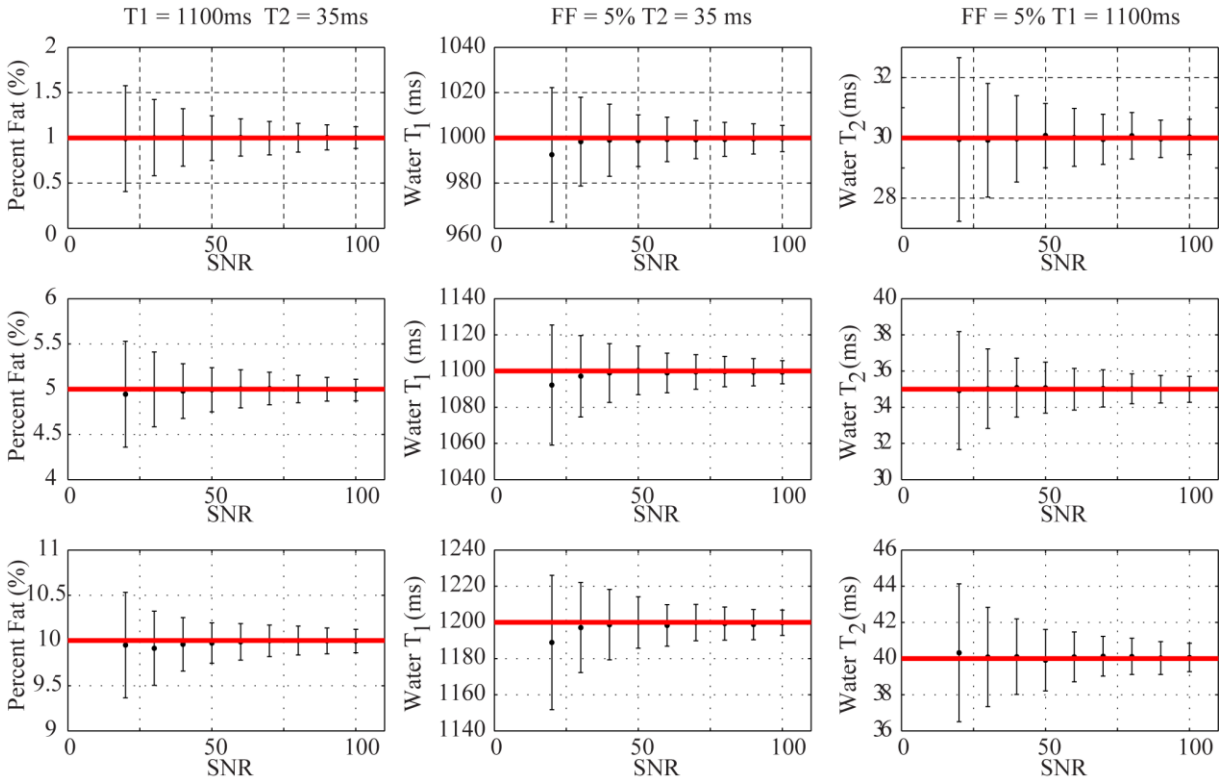 T1 = 1100ms T2 = 35ms
FF = 5% T2 = 35 ms
FF = 5% T1 = 1100ms
Percent Fat (%)
2
1.5
1
0.5
0
0 50 100
SNR
Water T1 (ms)
1040
1020
1000
980
960
0 50 100
SNR
Water T2 (ms)
32
30
28
0 50 100
SNR
Percent Fat (%)
6
5.5
5
4.5
4
0 50 100
SNR
Water T1 (ms)
1140
1120
1100
1080
1060
1040
0 50 100
SNR
Water T2 (ms)
40
38
36
34
32
30
0 50 100
SNR
Percent Fat (%)
11
10.5
10
9.5
9
0 50 100
SNR
Water T1 (ms)
1240
1220
1200
1180
1160
1140
0 50 100
SNR
Water T2 (ms)
46
44
42
40
38
36
0 50 100
SNR